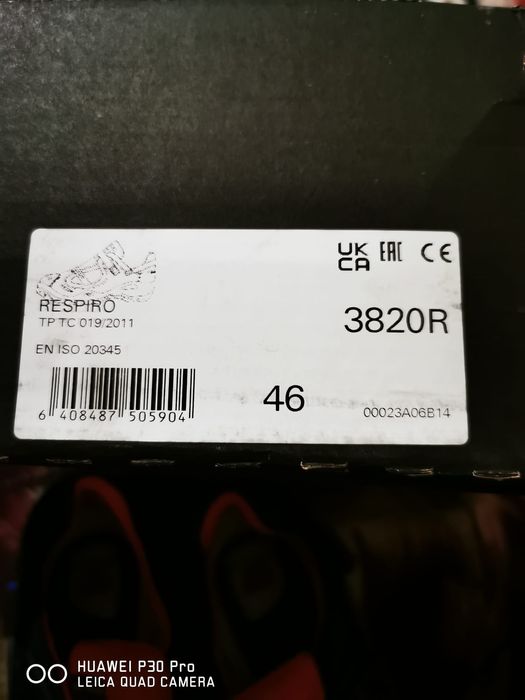 UK
CA
EAC
CE
RESPIRO
TP TC 019/2011
3820R
EN ISO 20345
6 408487 505904
46
00023A06B14
HUAWEI P30 Pro
LEICA QUAD CAMERA